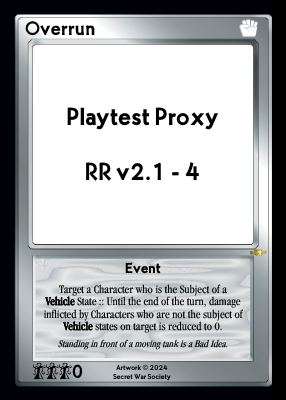 Overrun
Playtest Proxy
RR v2.1 - 4
Event
Target a Character who is the Subject of a
Vehicle State :: Until the end of the turn, damage
inflicted by Characters who are not the subject of
Vehicle states on target is reduced to 0.
Standing in front of a moving tank is a Bad Idea.
0
Artwork © 2024
Secret War Society